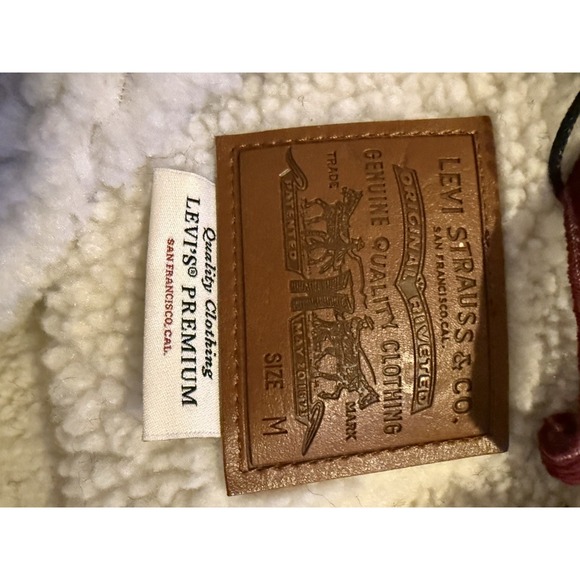 LEVI STRAUSS & CO.
SAN FRANCISCO, CAL.
ORIGINAL RIVETED
GENUINE QUALITY CLOTHING
TRADE MARK
PATENTED
SIZE M
Quality Clothing
LEVI'S® PREMIUM
SAN FRANCISCO, CAL.